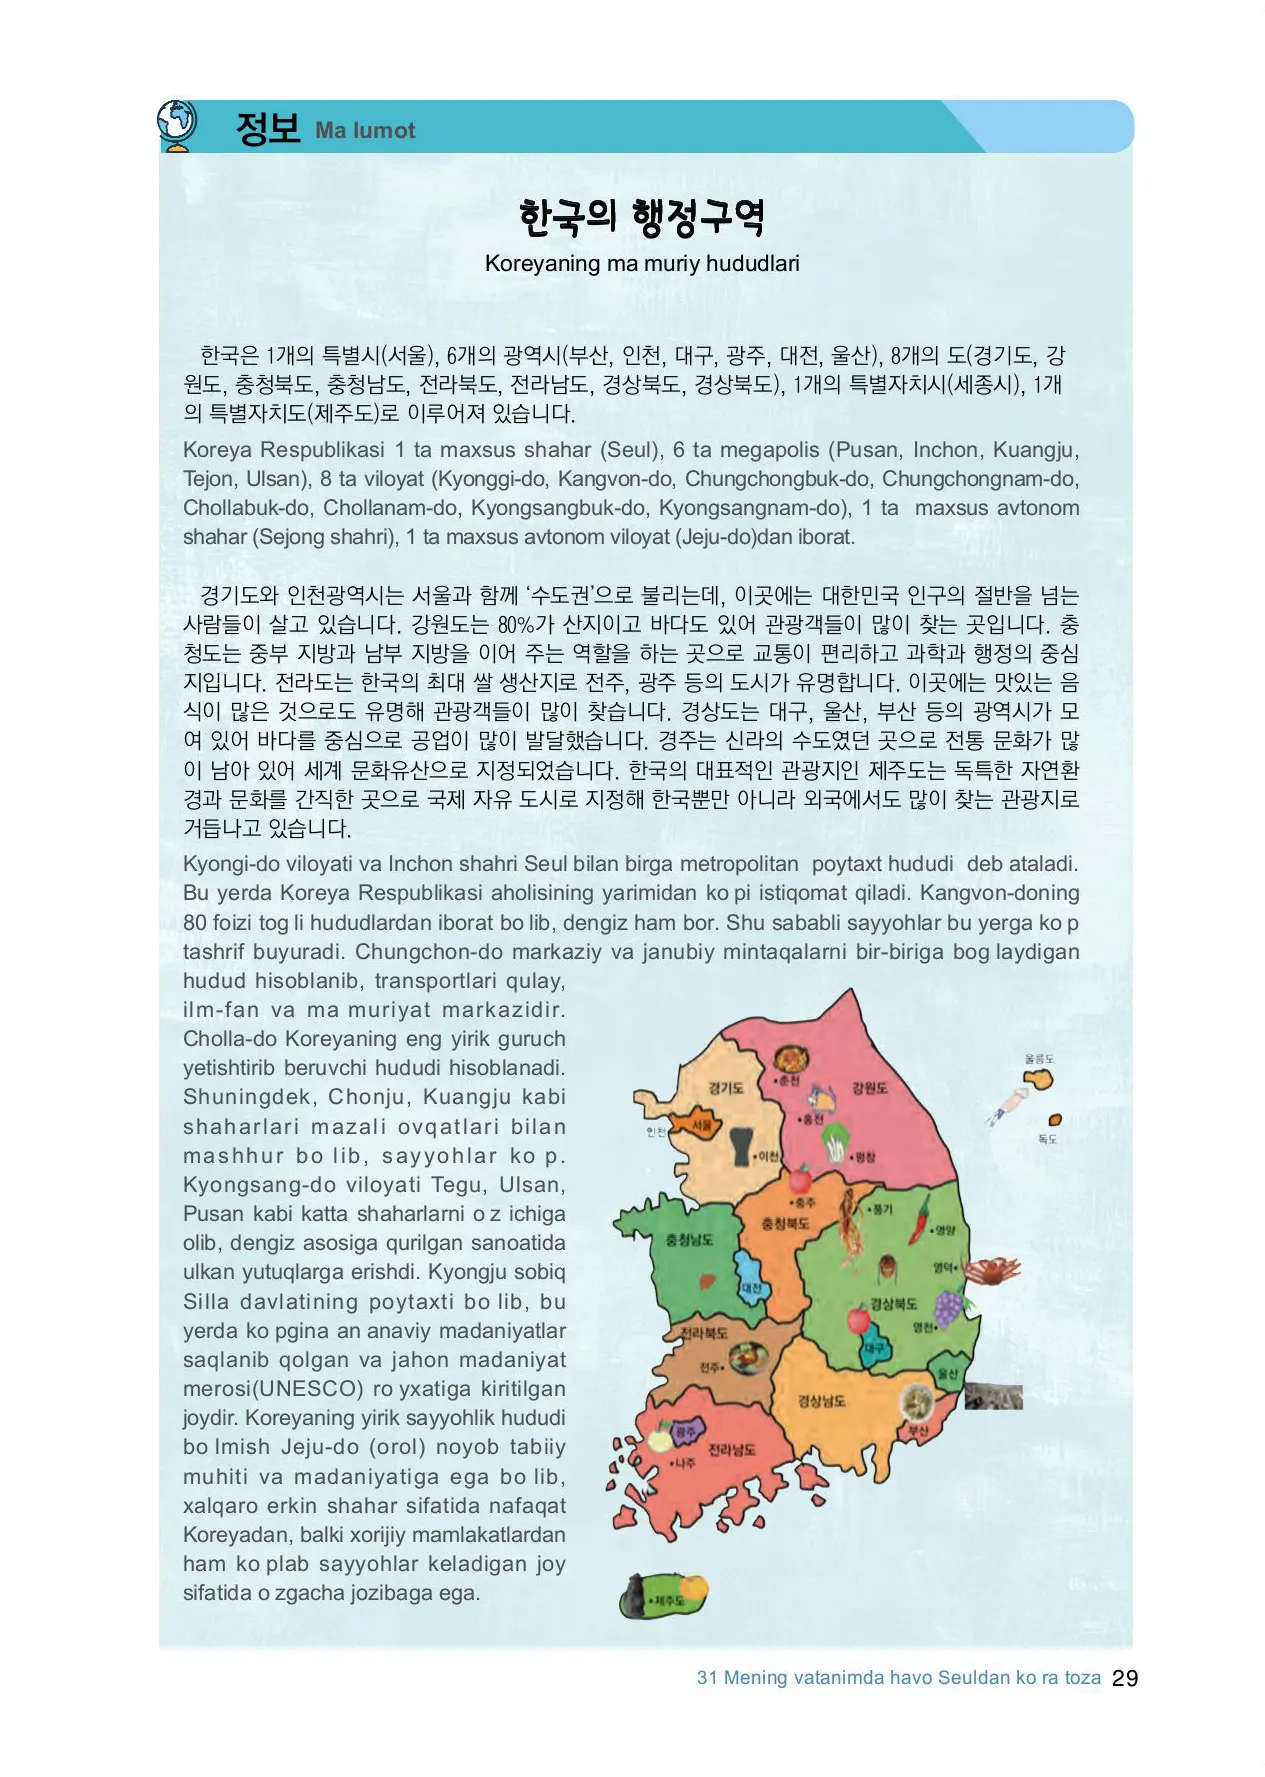 정보 Ma lumot
한국의 행정구역
Koreyaning ma muriy hududlari
한국은 1개의 특별시(서울), 6개의 광역시(부산, 인천, 대구, 광주, 대전, 울산), 8개의 도(경기도, 강
원도, 충청북도, 충청남도, 전라북도, 전라남도, 경상북도, 경상북도), 1개의 특별자치시(세종시), 1개
의 특별자치도(제주도)로 이루어져 있습니다.
Koreya Respublikasi 1 ta maxsus shahar (Seul), 6 ta megapolis (Pusan, Inchon, Kuangju,
Tejon, Ulsan), 8 ta viloyat (Kyonggi-do, Kangvon-do, Chungchongbuk-do, Chungchongnam-do,
Chollabuk-do, Chollanam-do, Kyongsangbuk-do, Kyongsangnam-do), 1 ta maxsus avtonom
shahar (Sejong shahri), 1 ta maxsus avtonom viloyat (Jeju-do)dan iborat.
경기도와 인천광역시는 서울과 함께 ‘수도권’으로 불리는데, 이곳에는 대한민국 인구의 절반을 넘는
사람들이 살고 있습니다. 강원도는 80%가 산지이고 바다도 있어 관광객들이 많이 찾는 곳입니다. 충
청도는 중부 지방과 남부 지방을 이어 주는 역할을 하는 곳으로 교통이 편리하고 과학과 행정의 중심
지입니다. 전라도는 한국의 최대 쌀 생산지로 전주, 광주 등의 도시가 유명합니다. 이곳에는 맛있는 음
식이 많은 것으로도 유명해 관광객들이 많이 찾습니다. 경상도는 대구, 울산, 부산 등의 광역시가 모
여 있어 바다를 중심으로 공업이 많이 발달했습니다. 경주는 신라의 수도였던 곳으로 전통 문화가 많
이 남아 있어 세계 문화유산으로 지정되었습니다. 한국의 대표적인 관광지인 제주도는 독특한 자연환
경과 문화를 간직한 곳으로 국제 자유 도시로 지정해 한국뿐만 아니라 외국에서도 많이 찾는 관광지로
거듭나고 있습니다.
Kyongi-do viloyati va Inchon shahri Seul bilan birga metropolitan poytaxt hududi deb ataladi.
Bu yerda Koreya Respublikasi aholisining yarimidan ko pi istiqomat qiladi. Kangvon-doning
80 foizi tog li hududlardan iborat bo lib, dengiz ham bor. Shu sababli sayyohlar bu yerga ko p
tashrif buyuradi. Chungchon-do markaziy va janubiy mintaqalarni bir-biriga bog laydigan
hudud hisoblanib, transportlari qulay,
ilm-fan va ma muriyat markazidir.
Cholla-do Koreyaning eng yirik guruch
yetishtirib beruvchi hududi hisoblanadi.
Shuningdek, Chonju, Kuangju kabi
shaharlari mazali ovqatlari bilan
mashhur bo lib, sayyohlar ko p.
Kyongsang-do viloyati Tegu, Ulsan,
Pusan kabi katta shaharlarni o z ichiga
olib, dengiz asosiga qurilgan sanoatida
ulkan yutuqlarga erishdi. Kyongju sobiq
Silla davlatining poytaxti bo lib, bu
yerda ko pgina an anaviy madaniyatlar
saqlanib qolgan va jahon madaniyat
merosi(UNESCO) ro yxatiga kiritilgan
joydir. Koreyaning yirik sayyohlik hududi
bo lmish Jeju-do (orol) noyob tabiiy
muhiti va madaniyatiga ega bo lib,
xalqaro erkin shahar sifatida nafaqat
Koreyadan, balki xorijiy mamlakatlardan
ham ko plab sayyohlar keladigan joy
sifatida o zgacha jozibaga ega.
울릉도
경기도
춘천
강원도
홍천
서울
인천
독도
이천
평창
충주
풍기
충청북도
영양
충청남도
영덕
대전
경상북도
영천
전라북도
대구
전주
울산
경상남도
부산
광주
전라남도
나주
제주도
31 Mening vatanimda havo Seuldan ko ra toza 29